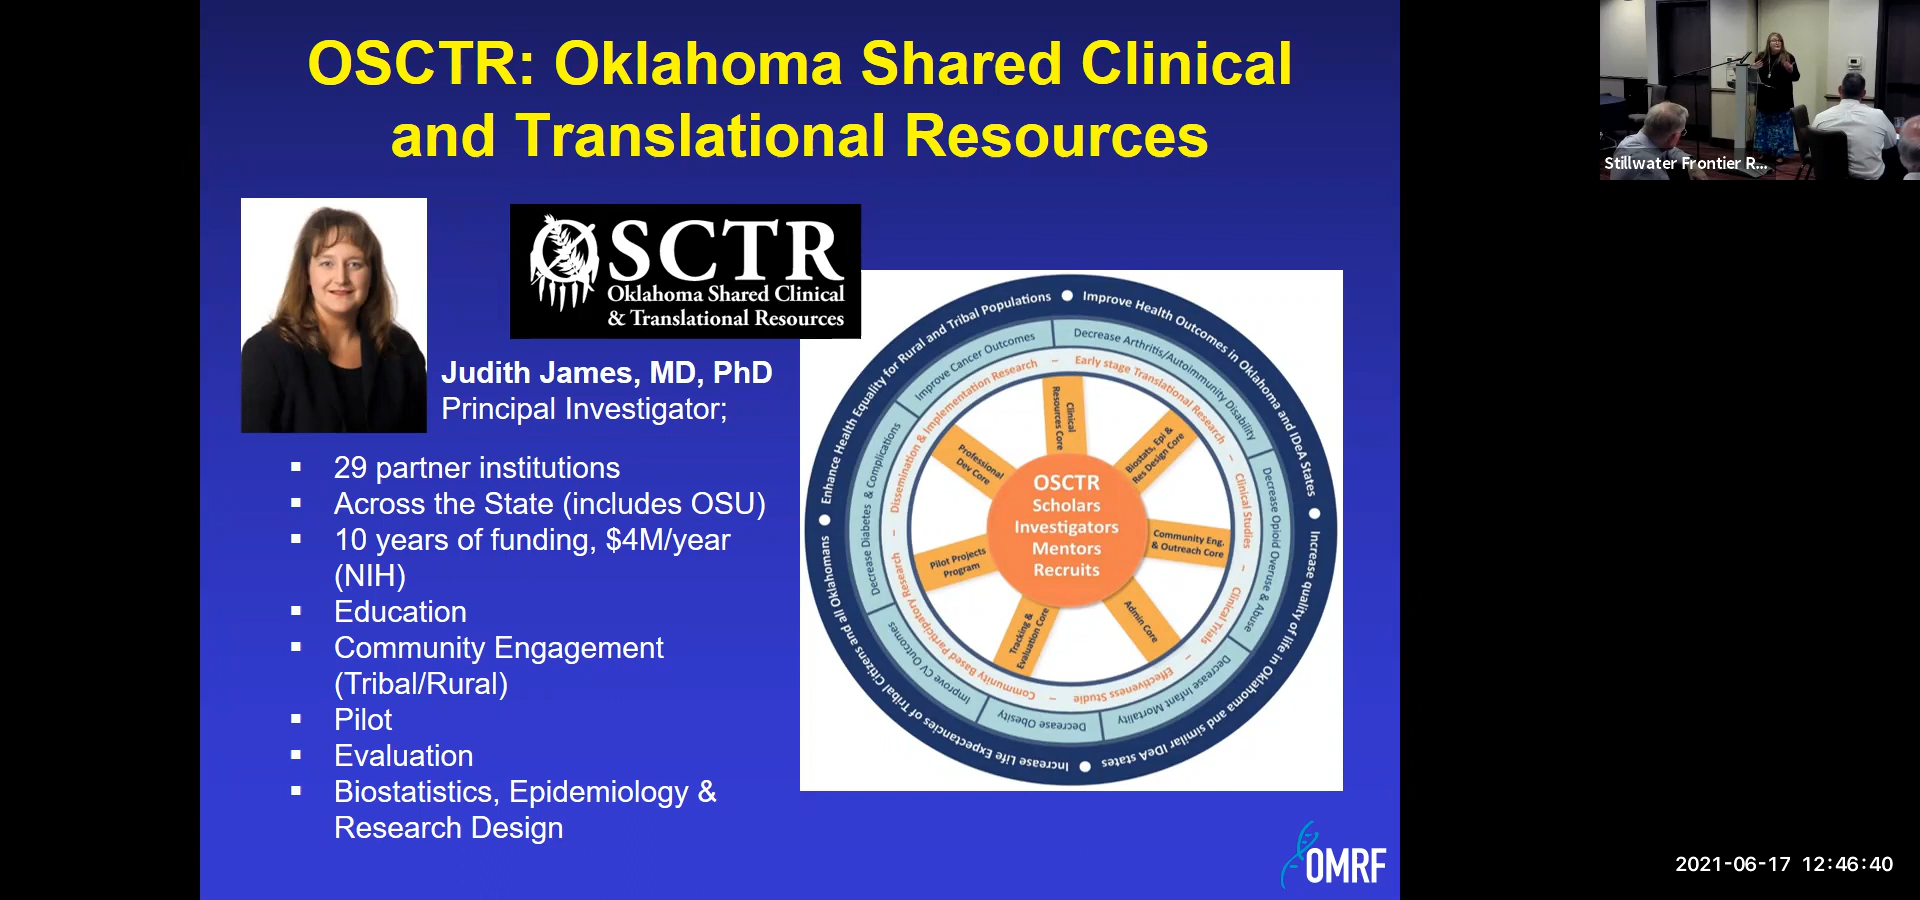 OSCTR: Oklahoma Shared Clinical
and Translational Resources
Stillwater Frontier R...
OSCTR
Oklahoma Shared Clinical
& Translational Resources
Judith James, MD, PhD
Principal Investigator;
29 partner institutions
Across the State (includes OSU)
10 years of funding, $4M/year
(NIH)
Education
Community Engagement
(Tribal/Rural)
Pilot
Evaluation
Biostatistics, Epidemiology &
Research Design
Enhance Health Equality for Rural and Tribal Populations
Improve Health Outcomes in Oklahoma and IDeA States
Increase quality of life in Oklahoma and similar IDeA states
Increase Life Expectancies of Tribal Citizens and all Oklahomans
Improve Cancer Outcomes
Decrease Arthritis/Autoimmunity Disability
Decrease Opioid Overuse & Abuse
Decrease Infant Mortality
Decrease Obesity
Improve CV Outcomes
Decrease Diabetes & Complications
Dissemination & Implementation Research – Early stage Translational Research – Clinical Studies – Clinical Trials – Effectiveness Studie – Community Based Participatory Research –
Clinical
Resources Core
Biostats, Epi &
Res Design Core
Community Eng.
& Outreach Core
Admin Core
Tracking &
Evaluation Core
Pilot Projects
Program
Professional
Dev Core
OSCTR
Scholars
Investigators
Mentors
Recruits
OMRF
2021-06-17 12:46:40